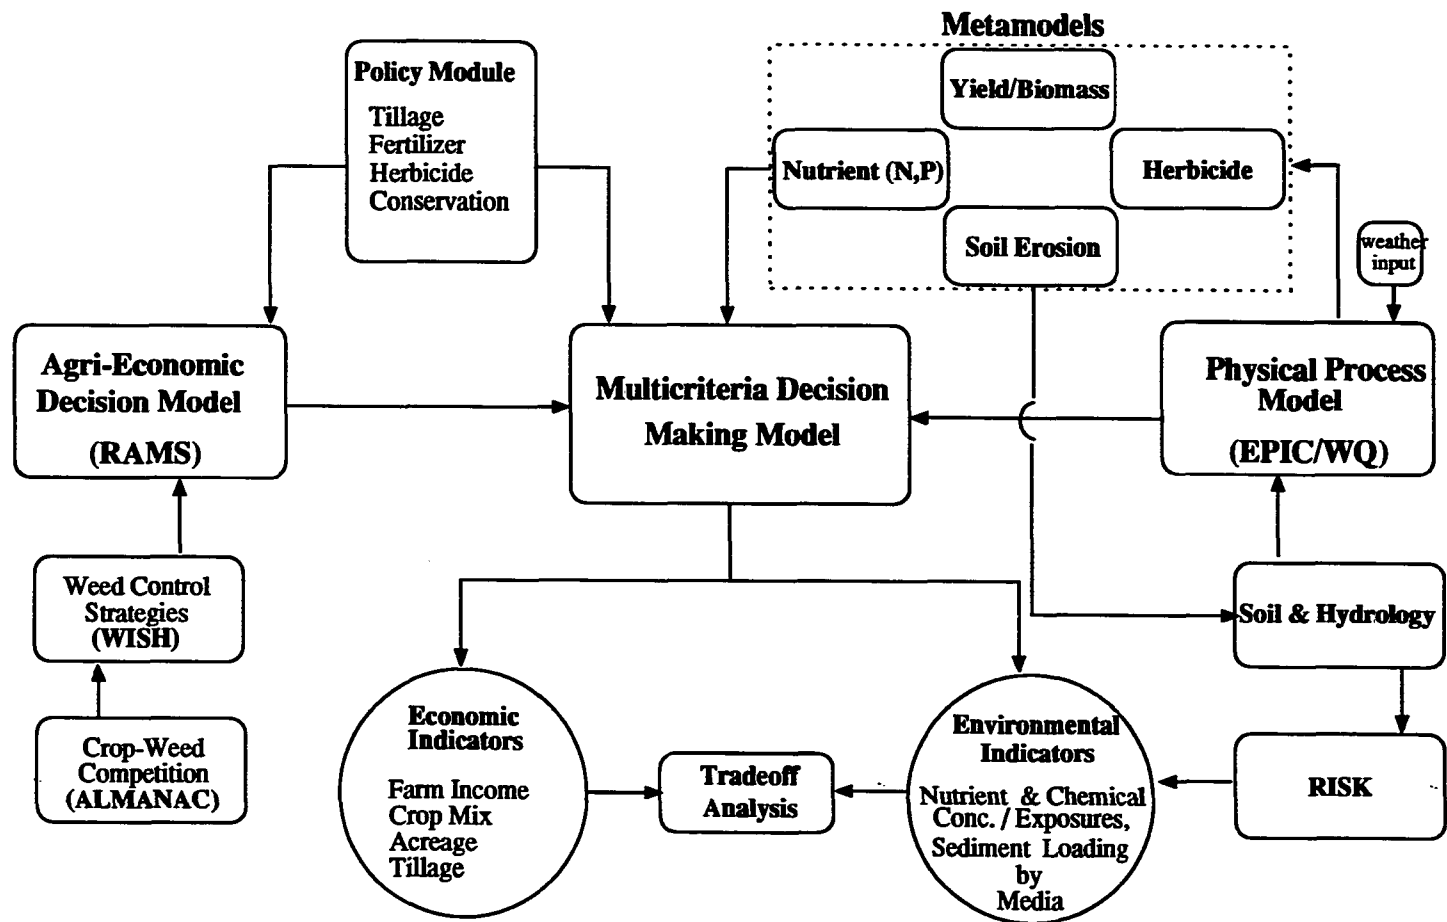 Metamodels
Policy Module
Tillage
Fertilizer
Herbicide
Conservation
Yield/Biomass
Nutrient (N,P)
Herbicide
Soil Erosion
weather
input
Agri-Economic
Decision Model
(RAMS)
Multicriteria Decision
Making Model
Physical Process
Model
(EPIC/WQ)
Weed Control
Strategies
(WISH)
Soil & Hydrology
Crop-Weed
Competition
(ALMANAC)
Economic
Indicators
Farm Income
Crop Mix
Acreage
Tillage
Tradeoff
Analysis
Environmental
Indicators
Nutrient & Chemical
Conc. / Exposures,
Sediment Loading
by
Media
RISK